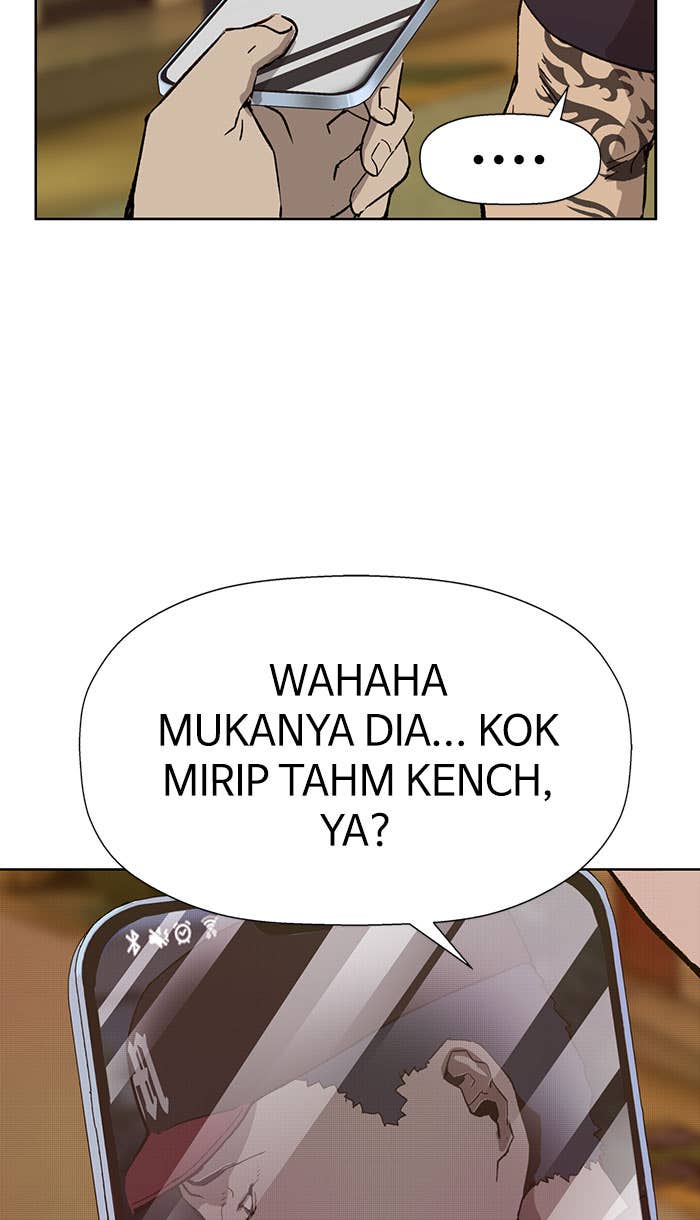 ....
WAHAHA
MUKANYA DIA... KOK
MIRIP TAHM KENCH,
YA?